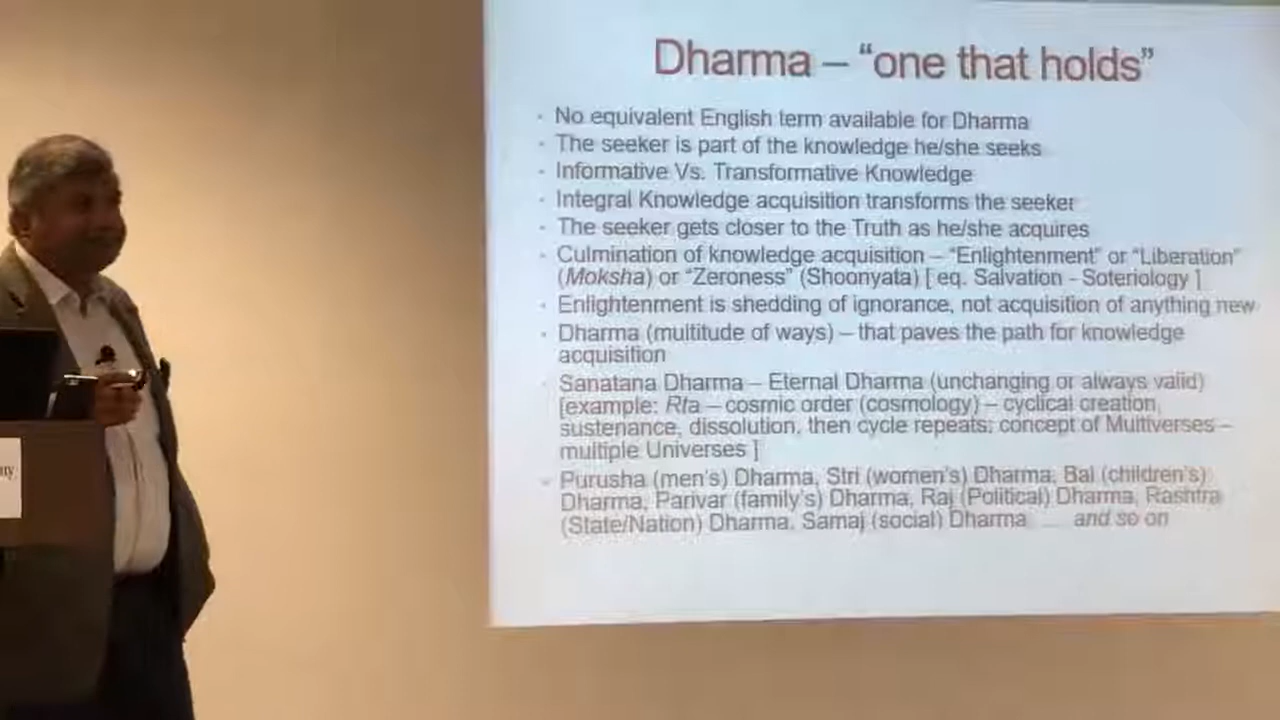 Dharma – “one that holds”
· No equivalent English term available for Dharma
· The seeker is part of the knowledge he/she seeks
· Informative Vs. Transformative Knowledge
· Integral Knowledge acquisition transforms the seeker
· The seeker gets closer to the Truth as he/she acquires
· Culmination of knowledge acquisition – “Enlightenment” or “Liberation”
(Moksha) or “Zeroness” (Shoonyata) [ eq. Salvation - Soteriology ]
· Enlightenment is shedding of ignorance, not acquisition of anything new
· Dharma (multitude of ways) – that paves the path for knowledge
acquisition
· Sanatana Dharma – Eternal Dharma (unchanging or always valid)
[example: Rta – cosmic order (cosmology) – cyclical creation,
sustenance, dissolution, then cycle repeats; concept of Multiverses –
multiple Universes ]
· Purusha (men’s) Dharma, Stri (women’s) Dharma, Bal (children’s)
Dharma, Parivar (family’s) Dharma, Raj (Political) Dharma, Rashtra
(State/Nation) Dharma, Samaj (social) Dharma .... and so on